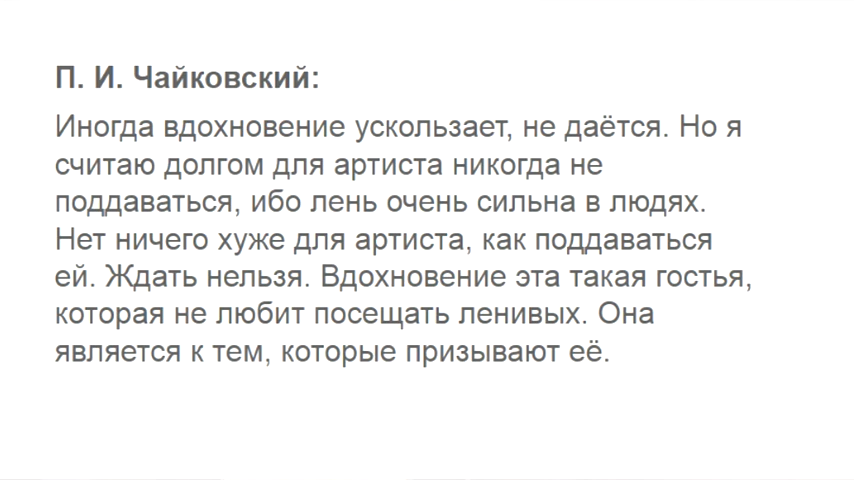 П. И. Чайковский:
Иногда вдохновение ускользает, не даётся. Но я
считаю долгом для артиста никогда не
поддаваться, ибо лень очень сильна в людях.
Нет ничего хуже для артиста, как поддаваться
ей. Ждать нельзя. Вдохновение эта такая гостья,
которая не любит посещать ленивых. Она
является к тем, которые призывают её.